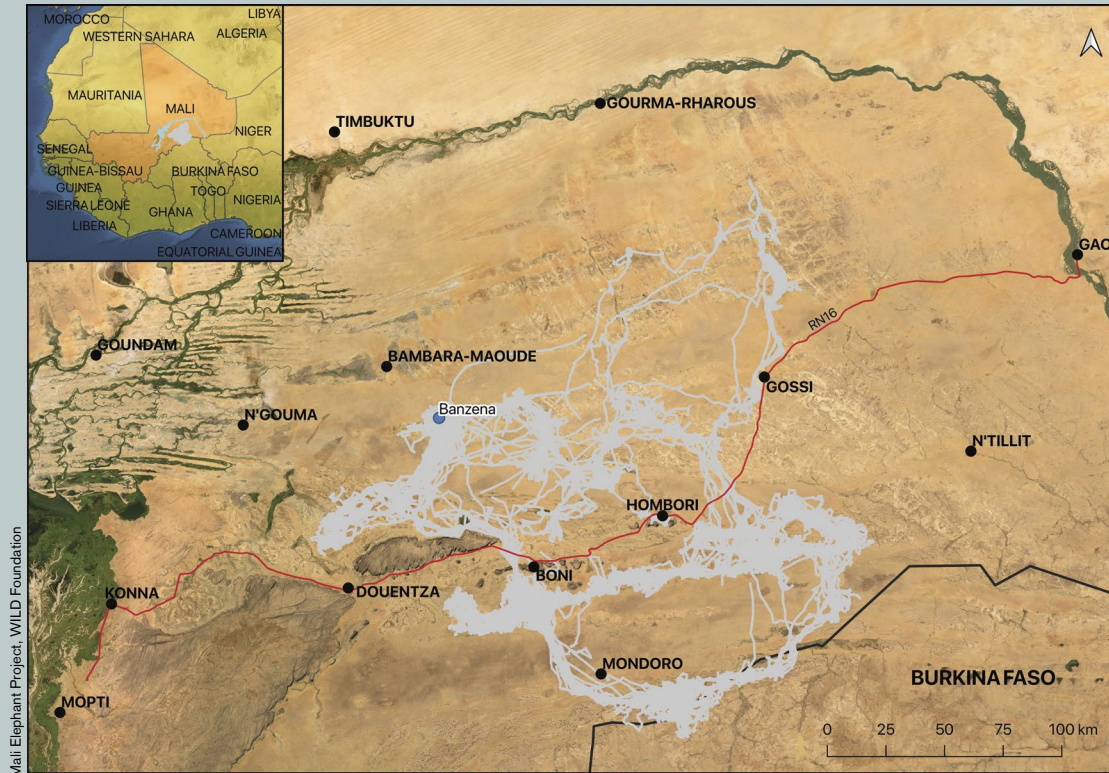 MOROCCO
LIBYA
WESTERN SAHARA
ALGERIA
MAURITANIA
MALI
NIGER
SENEGAL
GUINEA-BISSAU
BURKINA FASO
GUINEA
TOGO
SIERRA LEONE
NIGERIA
GHANA
LIBERIA
CAMEROON
EQUATORIAL GUINEA
GOURMA-RHAROUS
TIMBUKTU
GAO
RN16
GOUNDAM
BAMBARA-MAOUDE
GOSSI
Banzena
N'GOUMA
N'TILLIT
HOMBORI
BONI
KONNA
DOUENTZA
MONDORO
BURKINA FASO
MOPTI
0 25 50 75 100 km
Mali Elephant Project, WILD Foundation